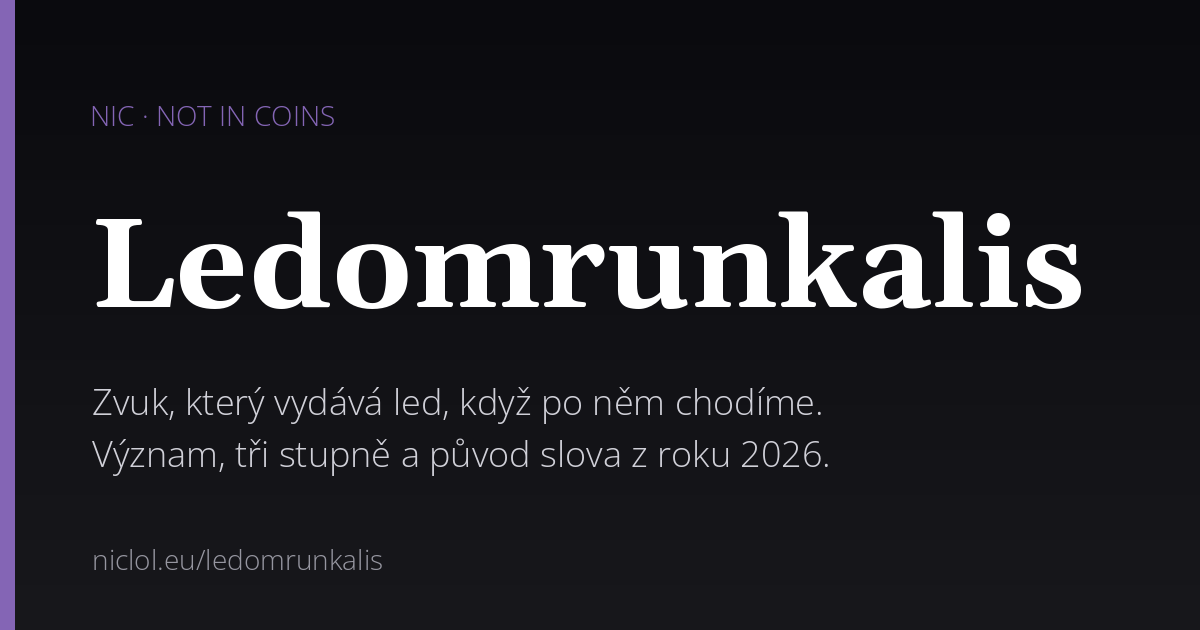 NIC · NOT IN COINS
Ledomrunkalis
Zvuk, který vydává led, když po něm chodíme.
Význam, tři stupně a původ slova z roku 2026.
niclol.eu/ledomrunkalis